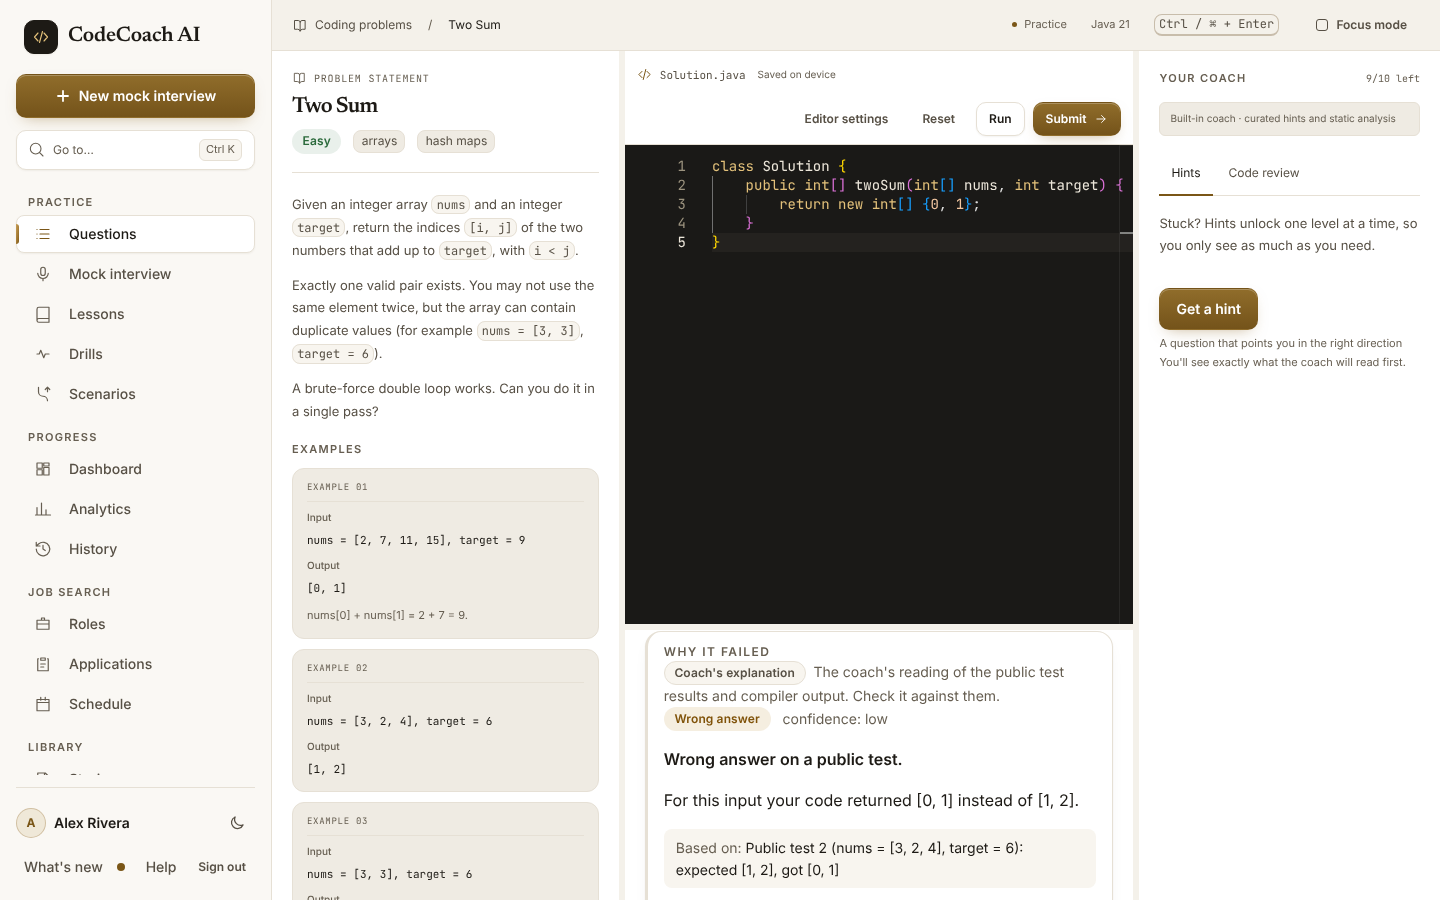 CodeCoach AI
New mock interview
Go to...
Ctrl K
PRACTICE
Questions
Mock interview
Lessons
Drills
Scenarios
PROGRESS
Dashboard
Analytics
History
JOB SEARCH
Roles
Applications
Schedule
LIBRARY
A
Alex Rivera
What's new
Help
Sign out
Coding problems / Two Sum
Practice
Java 21
Ctrl / ⌘ + Enter
Focus mode
PROBLEM STATEMENT
Two Sum
Easy
arrays
hash maps
Given an integer array nums and an integer
target, return the indices [i, j] of the two
numbers that add up to target, with i < j.
Exactly one valid pair exists. You may not use the
same element twice, but the array can contain
duplicate values (for example nums = [3, 3],
target = 6).
A brute-force double loop works. Can you do it in
a single pass?
EXAMPLES
EXAMPLE 01
Input
nums = [2, 7, 11, 15], target = 9
Output
[0, 1]
nums[0] + nums[1] = 2 + 7 = 9.
EXAMPLE 02
Input
nums = [3, 2, 4], target = 6
Output
[1, 2]
EXAMPLE 03
Input
nums = [3, 3], target = 6
Output
Solution.java
Saved on device
Editor settings
Reset
Run
Submit →
1 class Solution {
2     public int[] twoSum(int[] nums, int target) {
3         return new int[] {0, 1};
4     }
5 }
WHY IT FAILED
Coach's explanation The coach's reading of the public test
results and compiler output. Check it against them.
Wrong answer confidence: low
Wrong answer on a public test.
For this input your code returned [0, 1] instead of [1, 2].
Based on: Public test 2 (nums = [3, 2, 4], target = 6):
expected [1, 2], got [0, 1]
YOUR COACH
9/10 left
Built-in coach · curated hints and static analysis
Hints
Code review
Stuck? Hints unlock one level at a time, so
you only see as much as you need.
Get a hint
A question that points you in the right direction
You'll see exactly what the coach will read first.